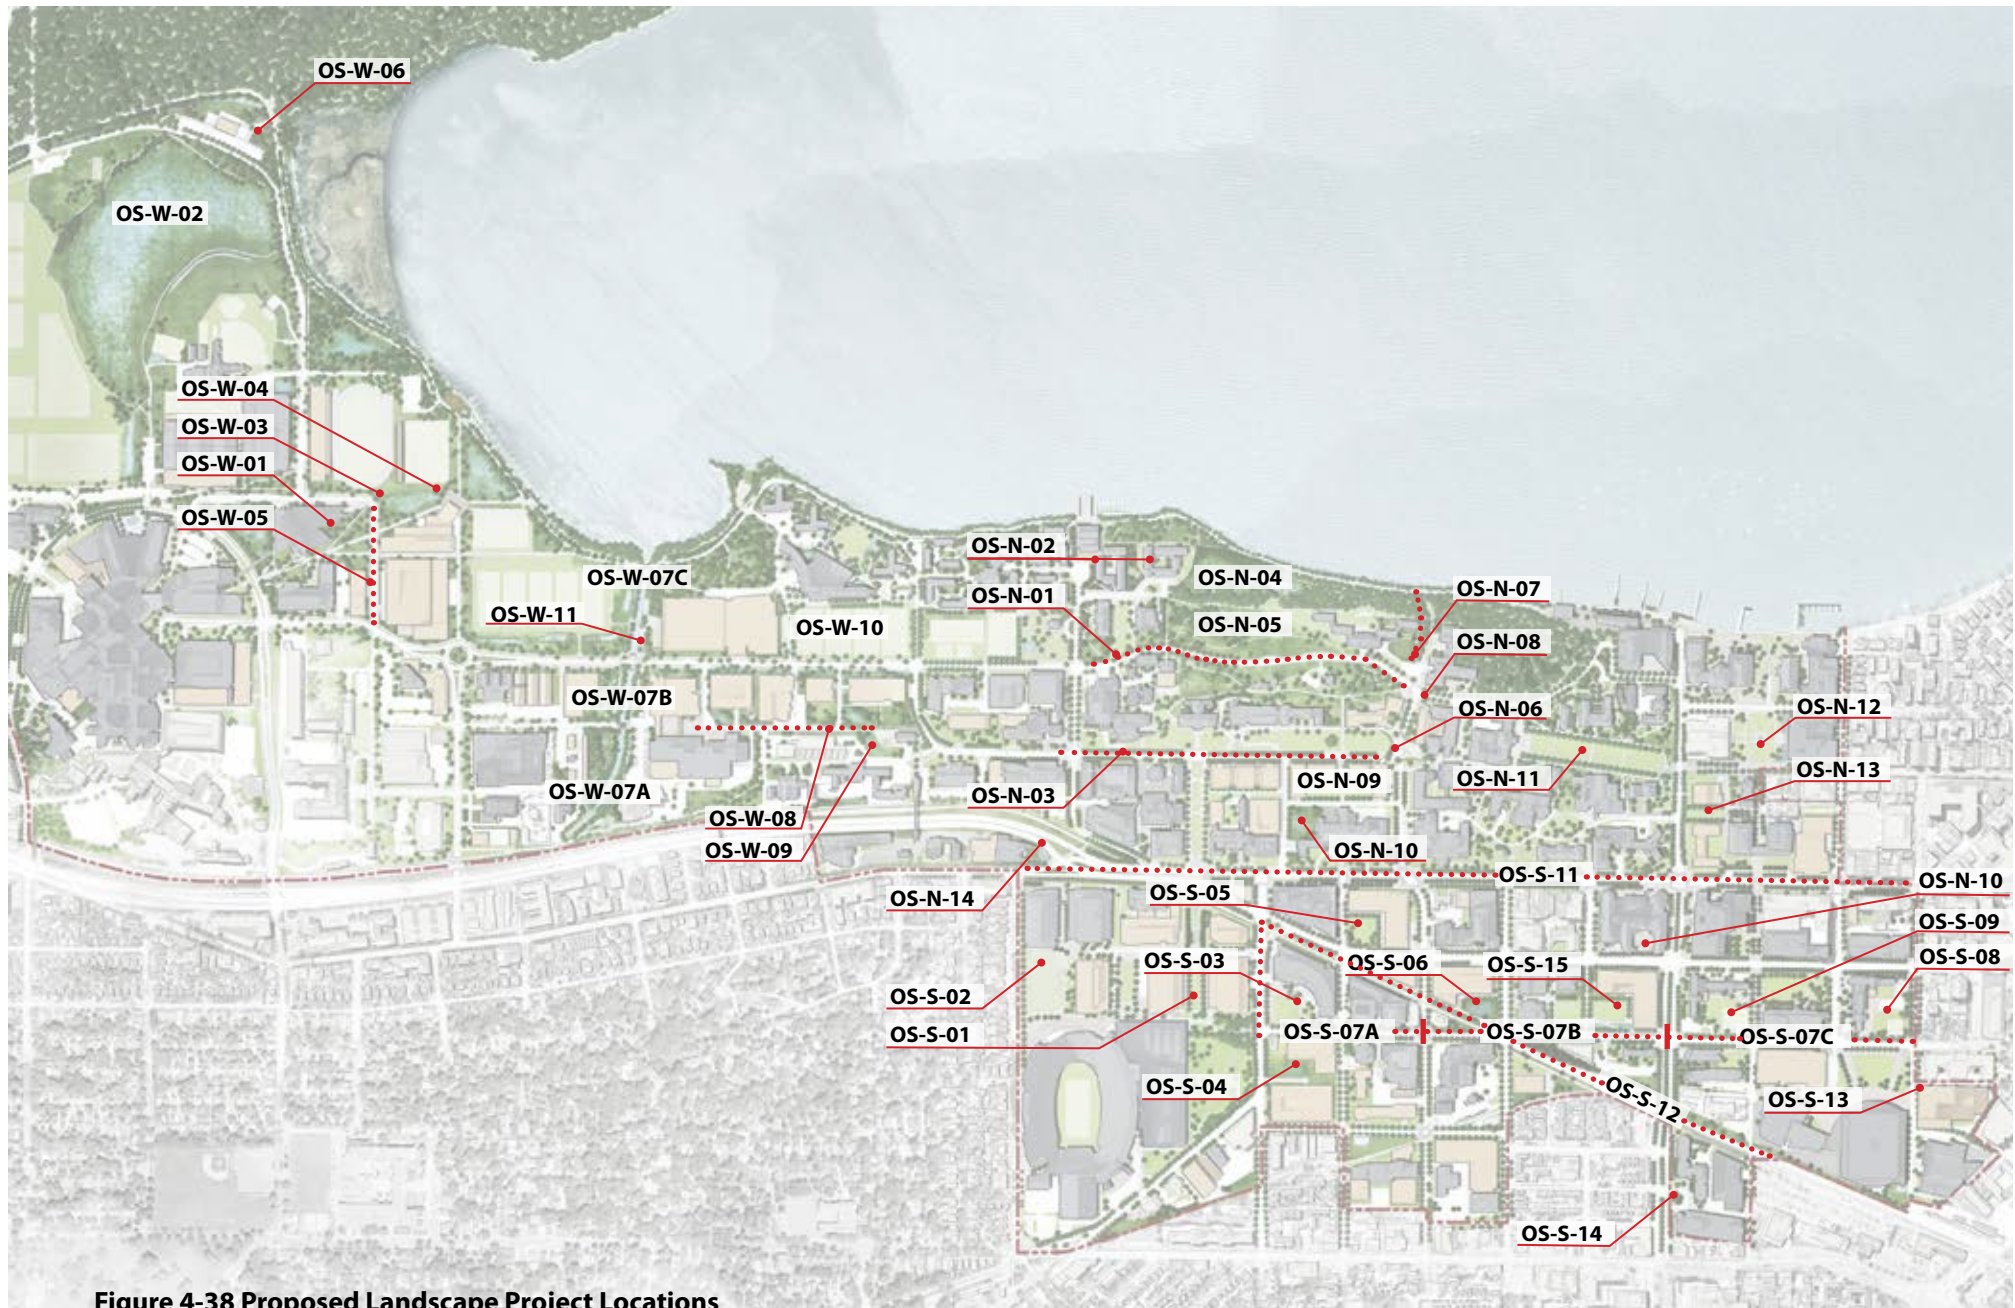 OS-W-06
OS-W-02
OS-W-04
OS-W-03
OS-W-01
OS-W-05
OS-W-07C
OS-W-11
OS-W-10
OS-W-07B
OS-W-07A
OS-W-08
OS-W-09
OS-N-02
OS-N-01
OS-N-04
OS-N-05
OS-N-07
OS-N-08
OS-N-06
OS-N-12
OS-N-13
OS-N-11
OS-N-09
OS-N-03
OS-N-10
OS-N-14
OS-S-11
OS-N-10
OS-S-05
OS-S-09
OS-S-08
OS-S-03
OS-S-06
OS-S-15
OS-S-02
OS-S-01
OS-S-07A
OS-S-07B
OS-S-07C
OS-S-04
OS-S-12
OS-S-13
OS-S-14
Figure 4-38 Proposed Landscape Project Locations